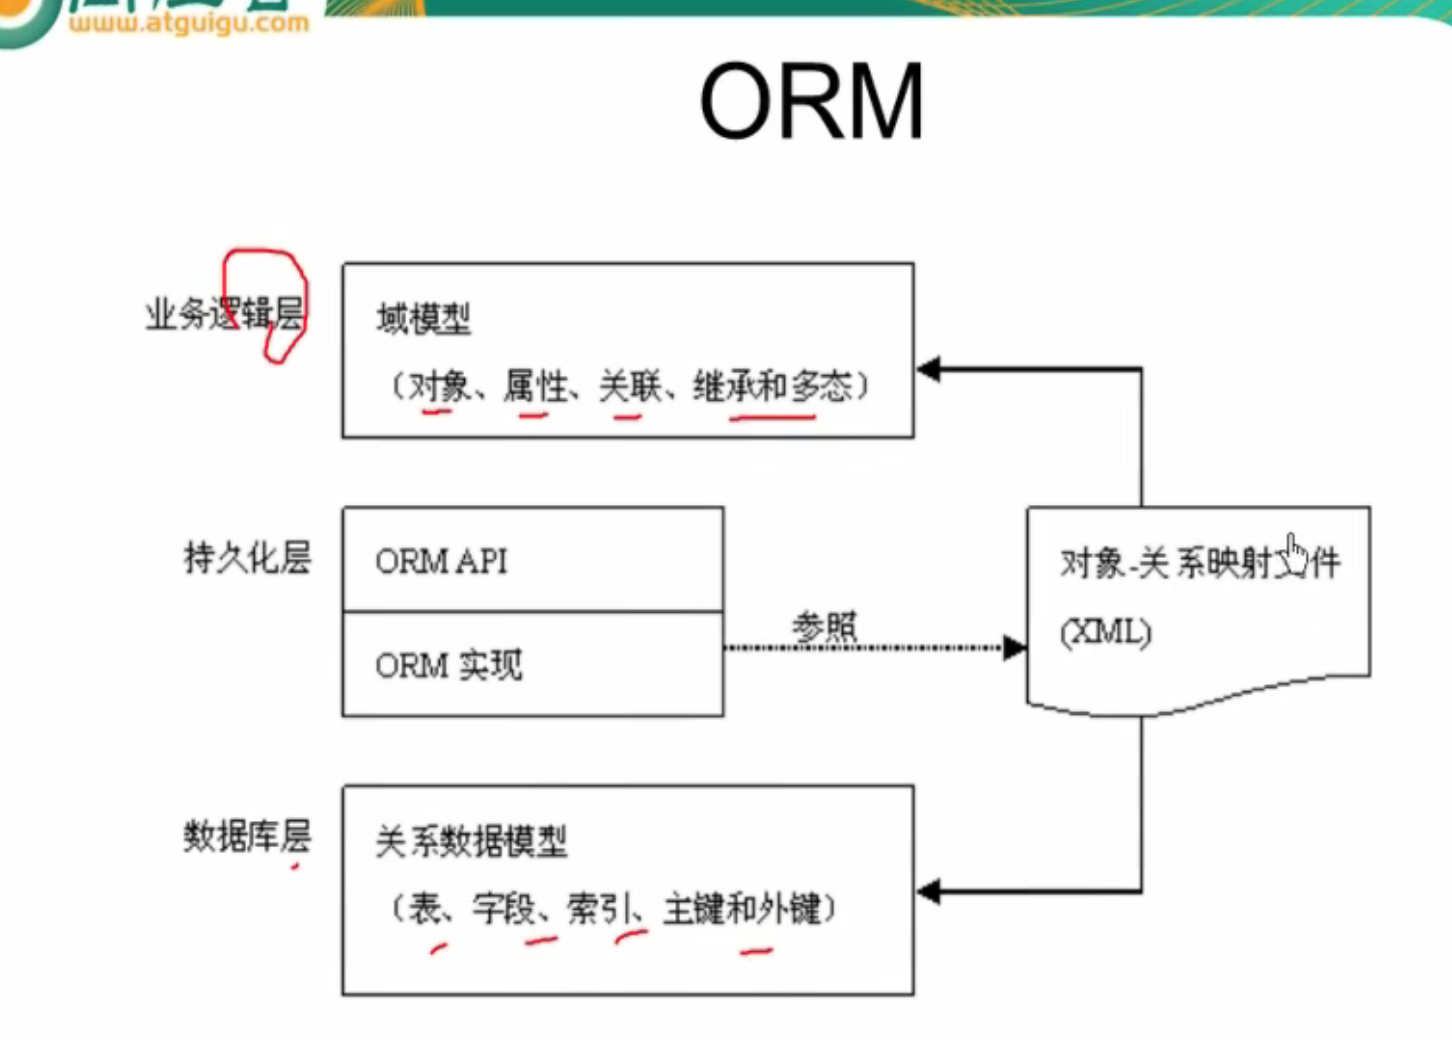 www.atguigu.com
ORM
业务逻辑层
域模型
（对象、属性、关联、继承和多态）
持久化层
ORM API
ORM 实现
参照
对象-关系映射文件
(XML)
数据库层
关系数据模型
（表、字段、索引、主键和外键）